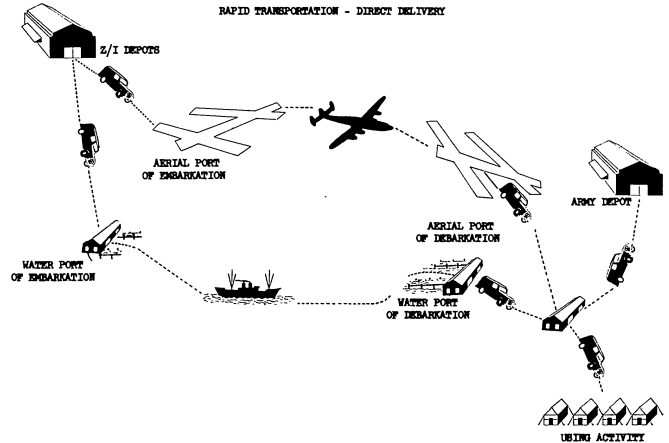 RAPID TRANSPORTATION - DIRECT DELIVERY
Z/I DEPOTS
AERIAL PORT
OF EMBARKATION
ARMY DEPOT
AERIAL PORT
OF DEBARKATION
WATER PORT
OF EMBARKATION
WATER PORT
OF DEBARKATION
USING ACTIVITY